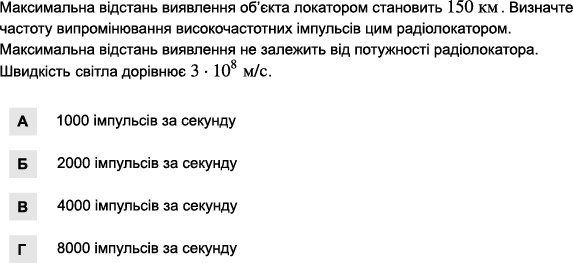 Максимальна відстань виявлення об'єкта локатором становить 150 км. Визначте
частоту випромінювання високочастотних імпульсів цим радіолокатором.
Максимальна відстань виявлення не залежить від потужності радіолокатора.
Швидкість світла дорівнює 3 · 10⁸ м/с.
А 1000 імпульсів за секунду
Б 2000 імпульсів за секунду
В 4000 імпульсів за секунду
Г 8000 імпульсів за секунду